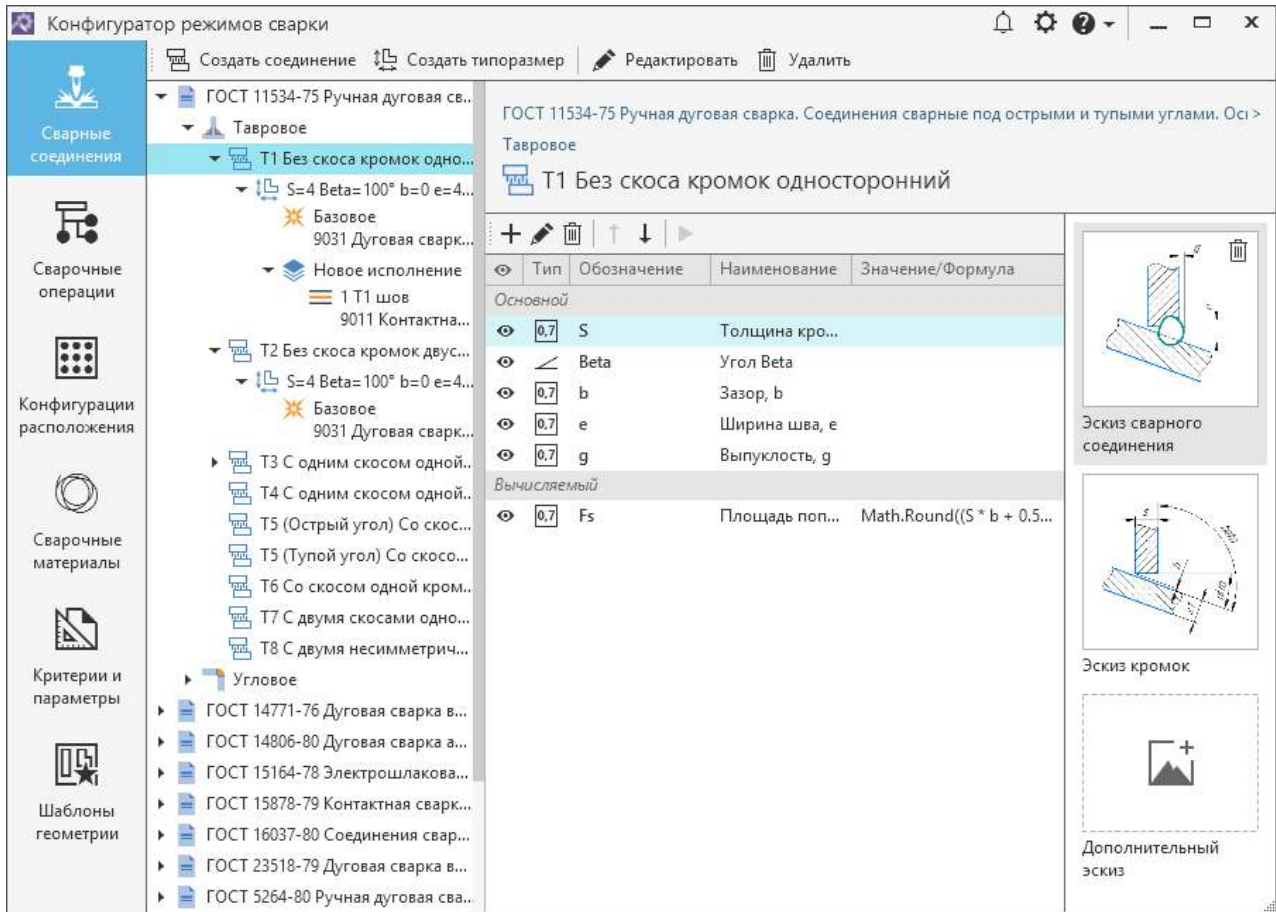 Конфигуратор режимов сварки
Создать соединение Создать типоразмер Редактировать Удалить
Сварные
соединения
Сварочные
операции
Конфигурации
расположения
Сварочные
материалы
Критерии и
параметры
Шаблоны
геометрии
ГОСТ 11534-75 Ручная дуговая св...
Тавровое
Т1 Без скоса кромок одно...
S=4 Beta=100° b=0 e=4...
Базовое
9031 Дуговая сварк...
Новое исполнение
1 Т1 шов
9011 Контактна...
Т2 Без скоса кромок двус...
S=4 Beta=100° b=0 e=4...
Базовое
9031 Дуговая сварк...
Т3 С одним скосом одной...
Т4 С одним скосом одной...
Т5 (Острый угол) Со скос...
Т5 (Тупой угол) Со скосо...
Т6 Со скосом одной кром...
Т7 С двумя скосами одно...
Т8 С двумя несимметрич...
Угловое
ГОСТ 14771-76 Дуговая сварка в...
ГОСТ 14806-80 Дуговая сварка а...
ГОСТ 15164-78 Электрошлакова...
ГОСТ 15878-79 Контактная сварк...
ГОСТ 16037-80 Соединения свар...
ГОСТ 23518-79 Дуговая сварка в...
ГОСТ 5264-80 Ручная дуговая сва...
ГОСТ 11534-75 Ручная дуговая сварка. Соединения сварные под острыми и тупыми углами. Осн >
Тавровое
Т1 Без скоса кромок односторонний
Тип Обозначение Наименование Значение/Формула
Основной
0,7 S Толщина кро...
Beta Угол Beta
0,7 b Зазор, b
0,7 e Ширина шва, e
0,7 g Выпуклость, g
Вычисляемый
0,7 Fs Площадь поп... Math.Round((S * b + 0.5...
g
Эскиз сварного
соединения
s
b
Эскиз кромок
Дополнительный
эскиз